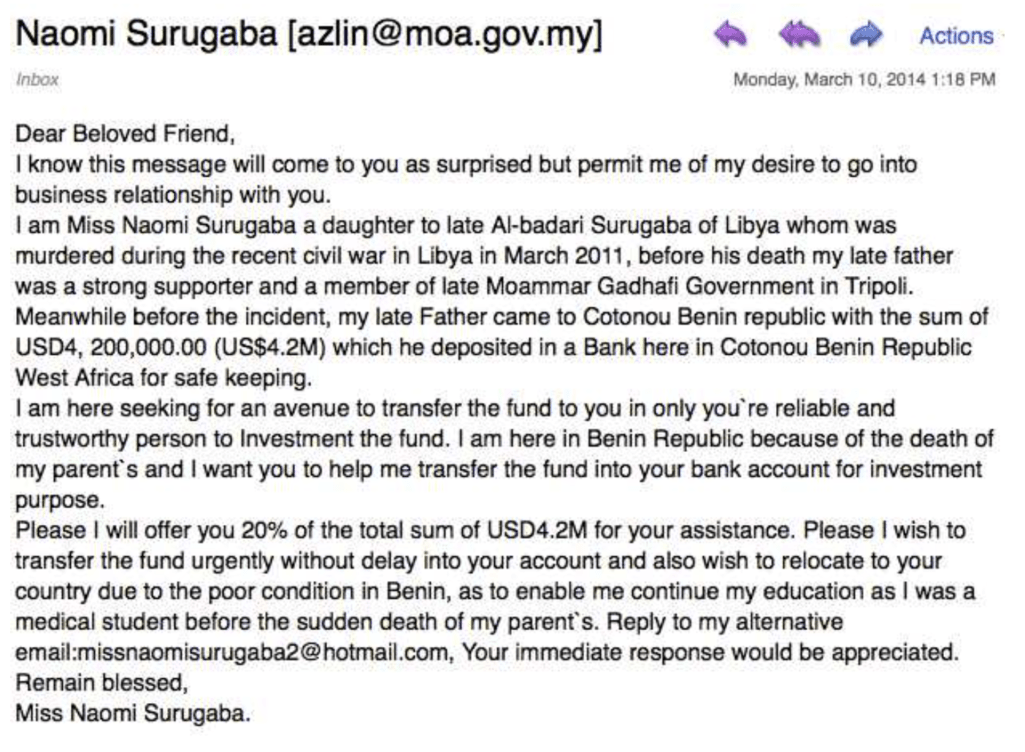 Naomi Surugaba [azlin@moa.gov.my]
Actions
Inbox
Monday, March 10, 2014 1:18 PM
Dear Beloved Friend,
I know this message will come to you as surprised but permit me of my desire to go into
business relationship with you.
I am Miss Naomi Surugaba a daughter to late Al-badari Surugaba of Libya whom was
murdered during the recent civil war in Libya in March 2011, before his death my late father
was a strong supporter and a member of late Moammar Gadhafi Government in Tripoli.
Meanwhile before the incident, my late Father came to Cotonou Benin republic with the sum of
USD4, 200,000.00 (US$4.2M) which he deposited in a Bank here in Cotonou Benin Republic
West Africa for safe keeping.
I am here seeking for an avenue to transfer the fund to you in only you`re reliable and
trustworthy person to Investment the fund. I am here in Benin Republic because of the death of
my parent`s and I want you to help me transfer the fund into your bank account for investment
purpose.
Please I will offer you 20% of the total sum of USD4.2M for your assistance. Please I wish to
transfer the fund urgently without delay into your account and also wish to relocate to your
country due to the poor condition in Benin, as to enable me continue my education as I was a
medical student before the sudden death of my parent`s. Reply to my alternative
email:missnaomisurugaba2@hotmail.com, Your immediate response would be appreciated.
Remain blessed,
Miss Naomi Surugaba.